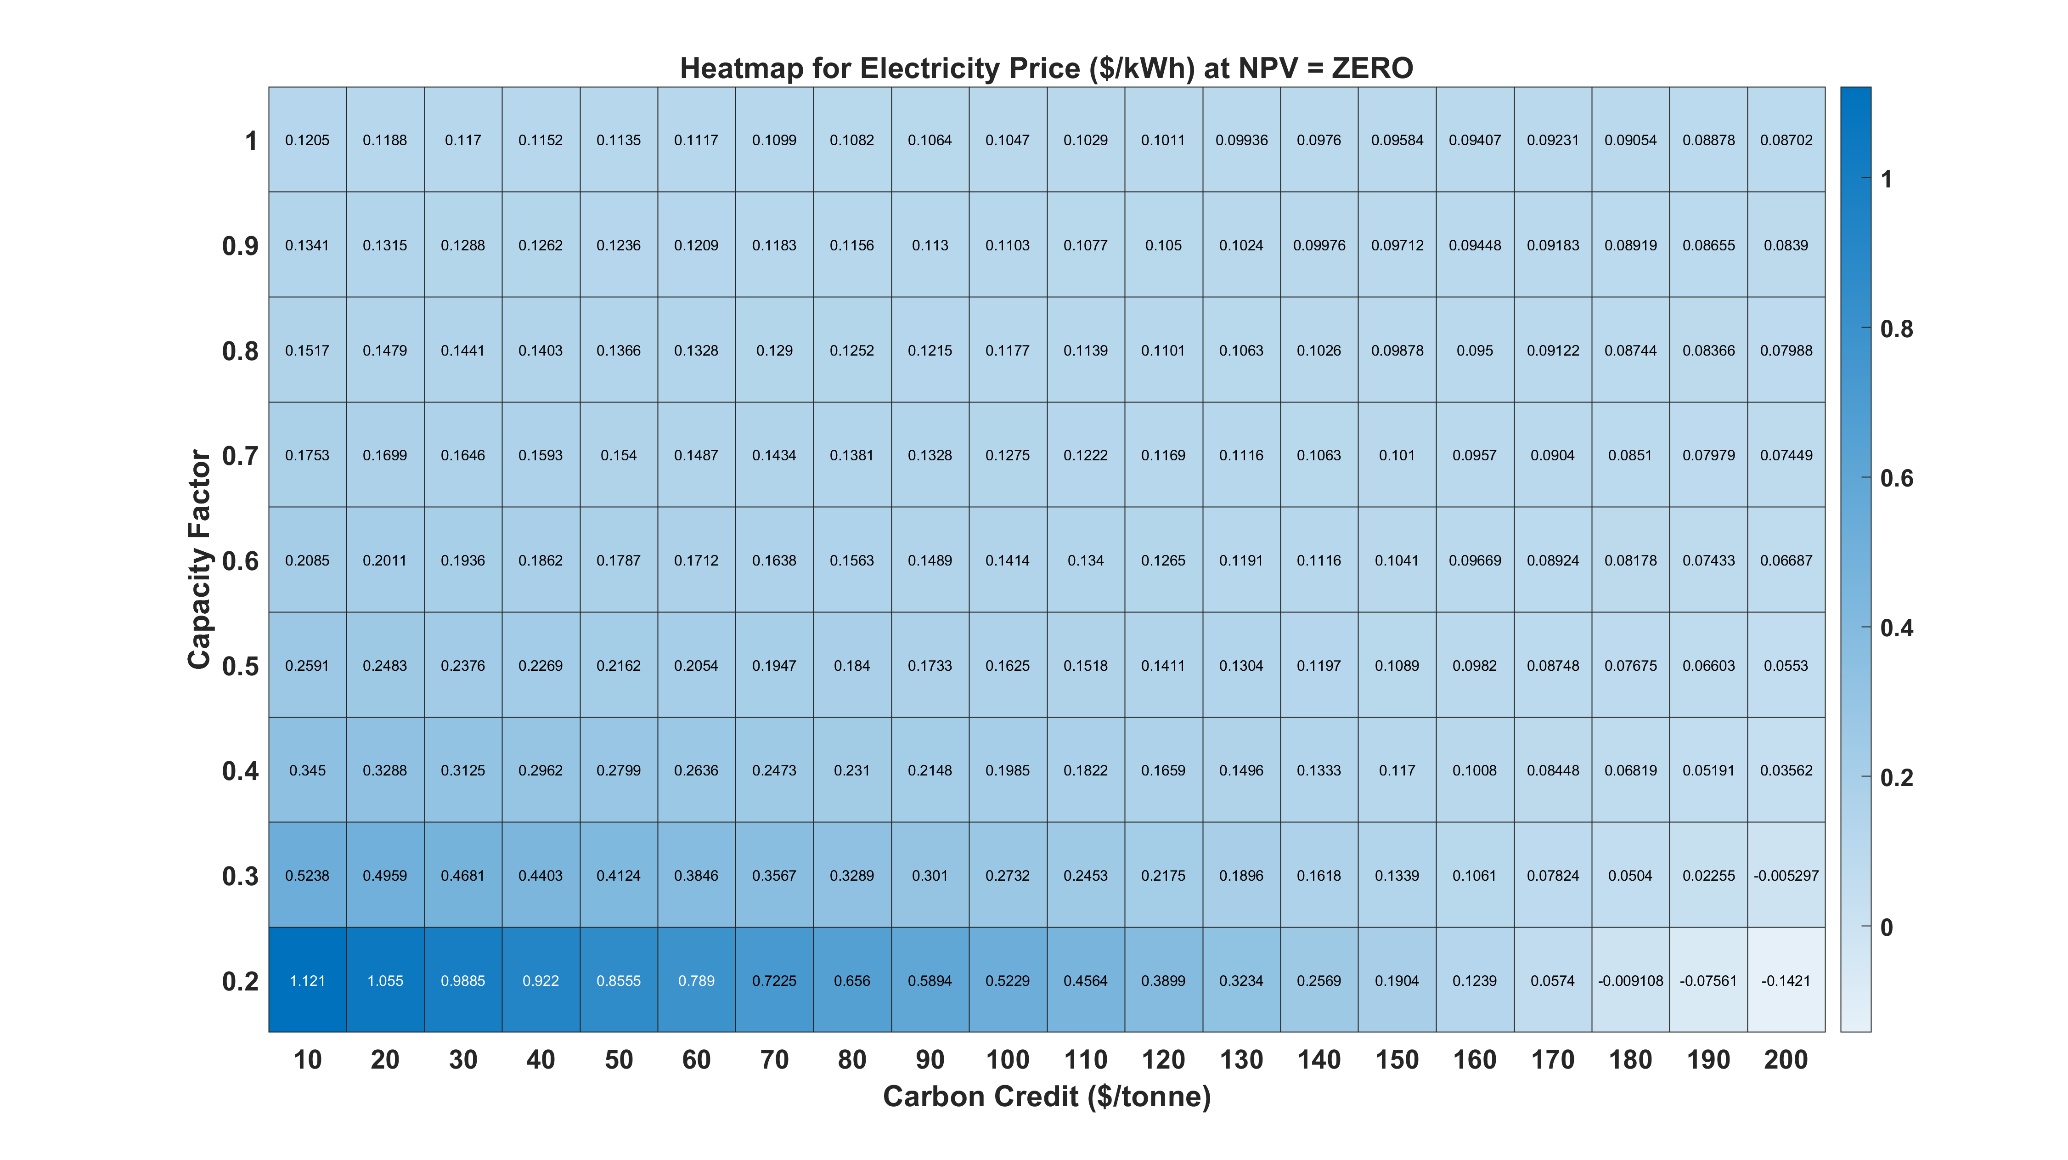 Heatmap for Electricity Price ($/kWh) at NPV = ZERO
1 0.1205 0.1188 0.117 0.1152 0.1135 0.1117 0.1099 0.1082 0.1064 0.1047 0.1029 0.1011 0.09936 0.0976 0.09584 0.09407 0.09231 0.09054 0.08878 0.08702
1
0.9 0.1341 0.1315 0.1288 0.1262 0.1236 0.1209 0.1183 0.1156 0.113 0.1103 0.1077 0.105 0.1024 0.09976 0.09712 0.09448 0.09183 0.08919 0.08655 0.0839
0.8
0.8 0.1517 0.1479 0.1441 0.1403 0.1366 0.1328 0.129 0.1252 0.1215 0.1177 0.1139 0.1101 0.1063 0.1026 0.09878 0.095 0.09122 0.08744 0.08366 0.07988
0.7 0.1753 0.1699 0.1646 0.1593 0.154 0.1487 0.1434 0.1381 0.1328 0.1275 0.1222 0.1169 0.1116 0.1063 0.101 0.0957 0.0904 0.0851 0.07979 0.07449
0.6
Capacity Factor
0.6 0.2085 0.2011 0.1936 0.1862 0.1787 0.1712 0.1638 0.1563 0.1489 0.1414 0.134 0.1265 0.1191 0.1116 0.1041 0.09669 0.08924 0.08178 0.07433 0.06687
0.4
0.5 0.2591 0.2483 0.2376 0.2269 0.2162 0.2054 0.1947 0.184 0.1733 0.1625 0.1518 0.1411 0.1304 0.1197 0.1089 0.0982 0.08748 0.07675 0.06603 0.0553
0.4 0.345 0.3288 0.3125 0.2962 0.2799 0.2636 0.2473 0.231 0.2148 0.1985 0.1822 0.1659 0.1496 0.1333 0.117 0.1008 0.08448 0.06819 0.05191 0.03562
0.2
0.3 0.5238 0.4959 0.4681 0.4403 0.4124 0.3846 0.3567 0.3289 0.301 0.2732 0.2453 0.2175 0.1896 0.1618 0.1339 0.1061 0.07824 0.0504 0.02255 -0.005297
0
0.2 1.121 1.055 0.9885 0.922 0.8555 0.789 0.7225 0.656 0.5894 0.5229 0.4564 0.3899 0.3234 0.2569 0.1904 0.1239 0.0574 -0.009108 -0.07561 -0.1421
10 20 30 40 50 60 70 80 90 100 110 120 130 140 150 160 170 180 190 200
Carbon Credit ($/tonne)